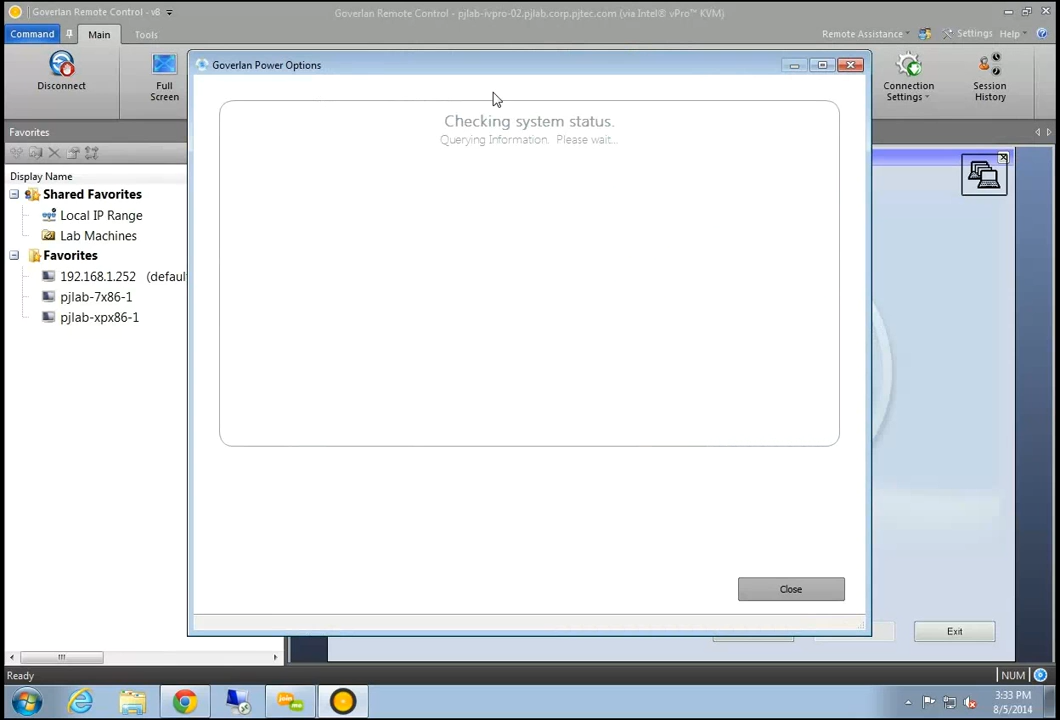 Goverlan Remote Control - v8
Goverlan Remote Control - pjlab-ivpro-02.pjlab.corp.pjtec.com (via Intel® vPro™ KVM)
Command
Main
Tools
Remote Assistance
Settings
Help
Disconnect
Full
Screen
Connection
Settings
Session
History
Goverlan Power Options
Checking system status.
Querying Information. Please wait...
Favorites
Display Name
Shared Favorites
Local IP Range
Lab Machines
Favorites
192.168.1.252 (defaul
pjlab-7x86-1
pjlab-xpx86-1
Close
Exit
Ready
NUM
3:33 PM
8/5/2014